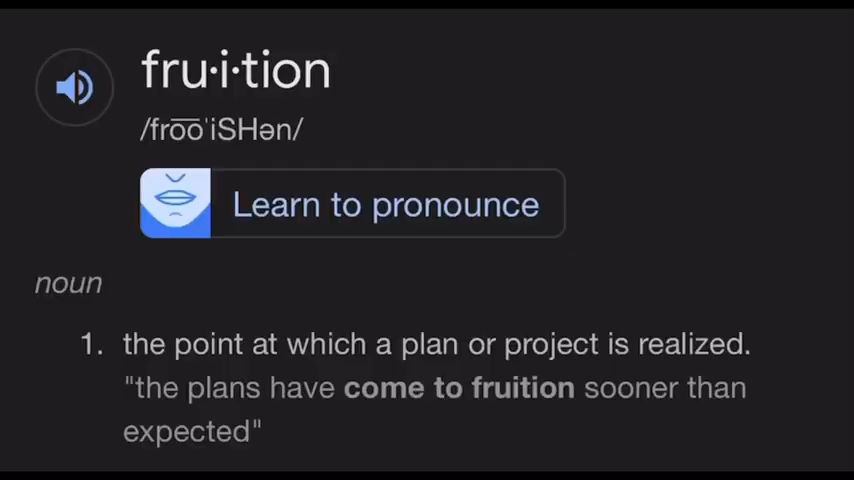 fru·i·tion
/fro͞oˈiSHən/
Learn to pronounce
noun
1. the point at which a plan or project is realized.
"the plans have come to fruition sooner than
expected"